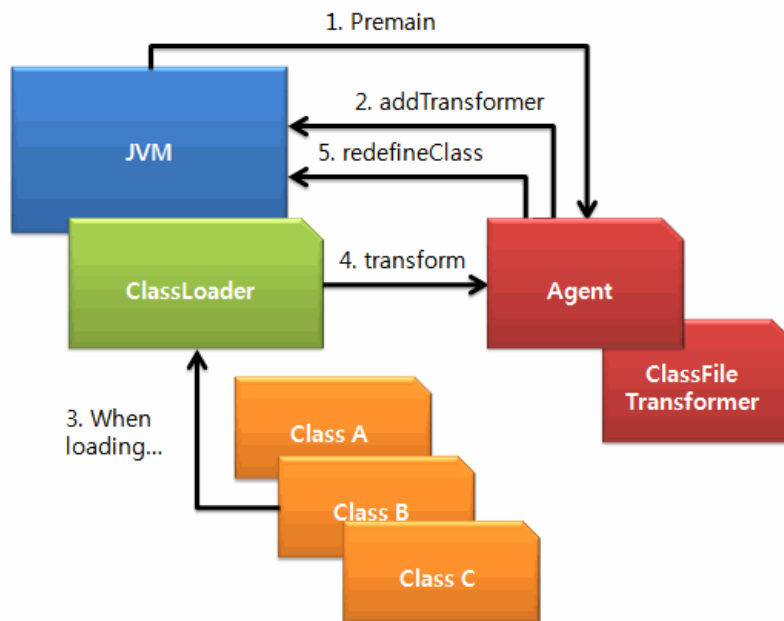 1. Premain
2. addTransformer
JVM
5. redefineClass
4. transform
ClassLoader
Agent
ClassFile
Transformer
3. When
loading...
Class A
Class B
Class C